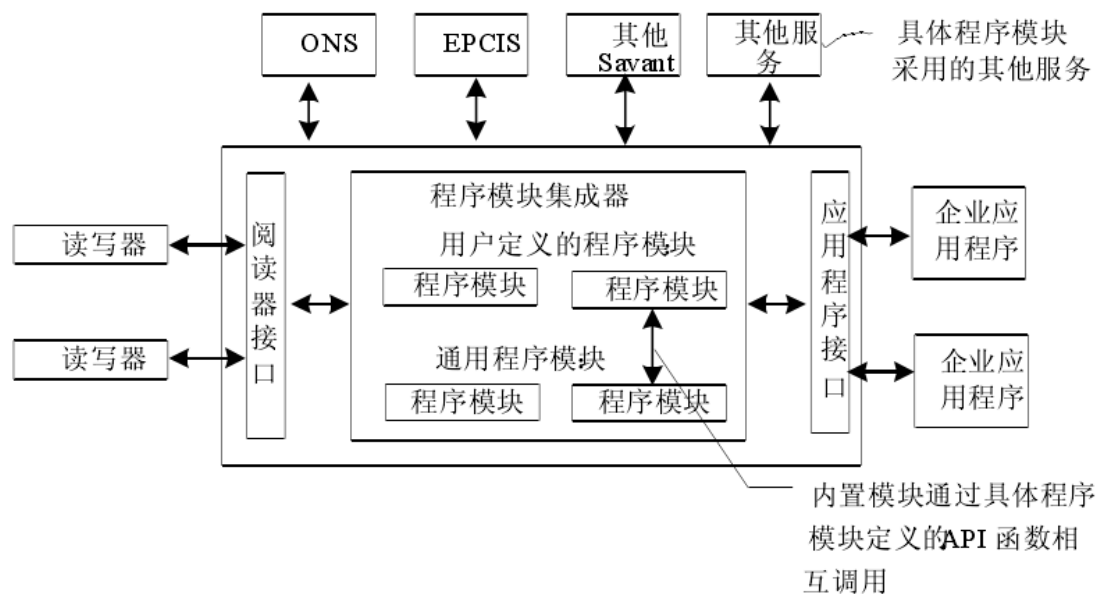 ONS
EPCIS
其他
Savant
其他服
务
具体程序模块
采用的其他服务
程序模块集成器
用户定义的程序模块
程序模块
程序模块
通用程序模块
程序模块
程序模块
读写器
读写器
阅读器接口
应用程序接口
企业应
用程序
企业应
用程序
内置模块通过具体程序
模块定义的API 函数相
互调用